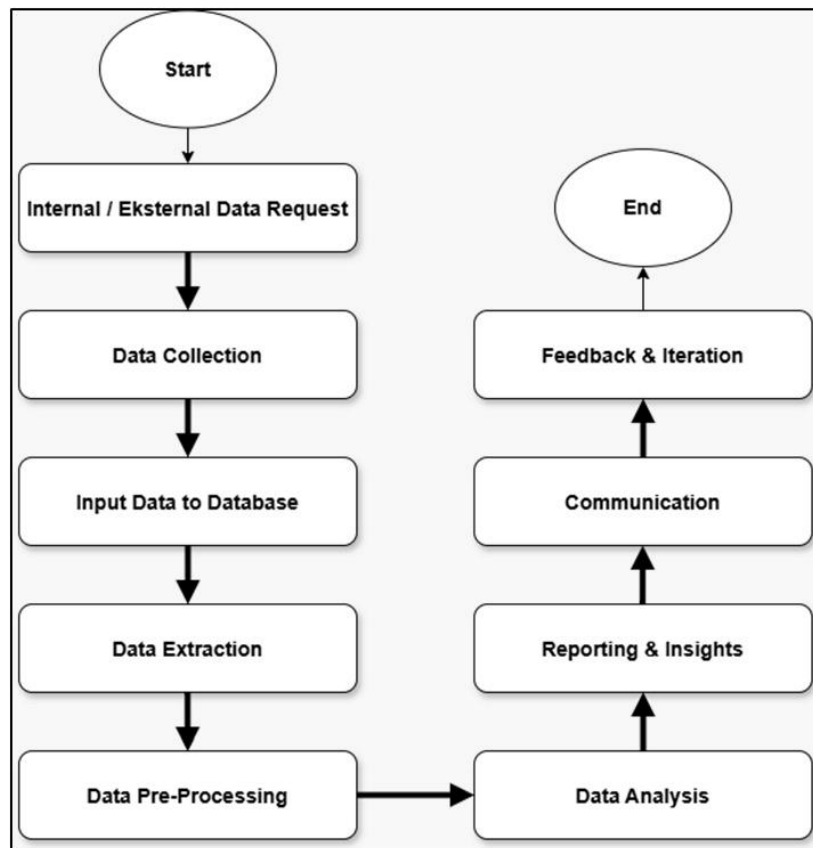 Start
Internal / Eksternal Data Request
Data Collection
Input Data to Database
Data Extraction
Data Pre-Processing
Data Analysis
Reporting & Insights
Communication
Feedback & Iteration
End